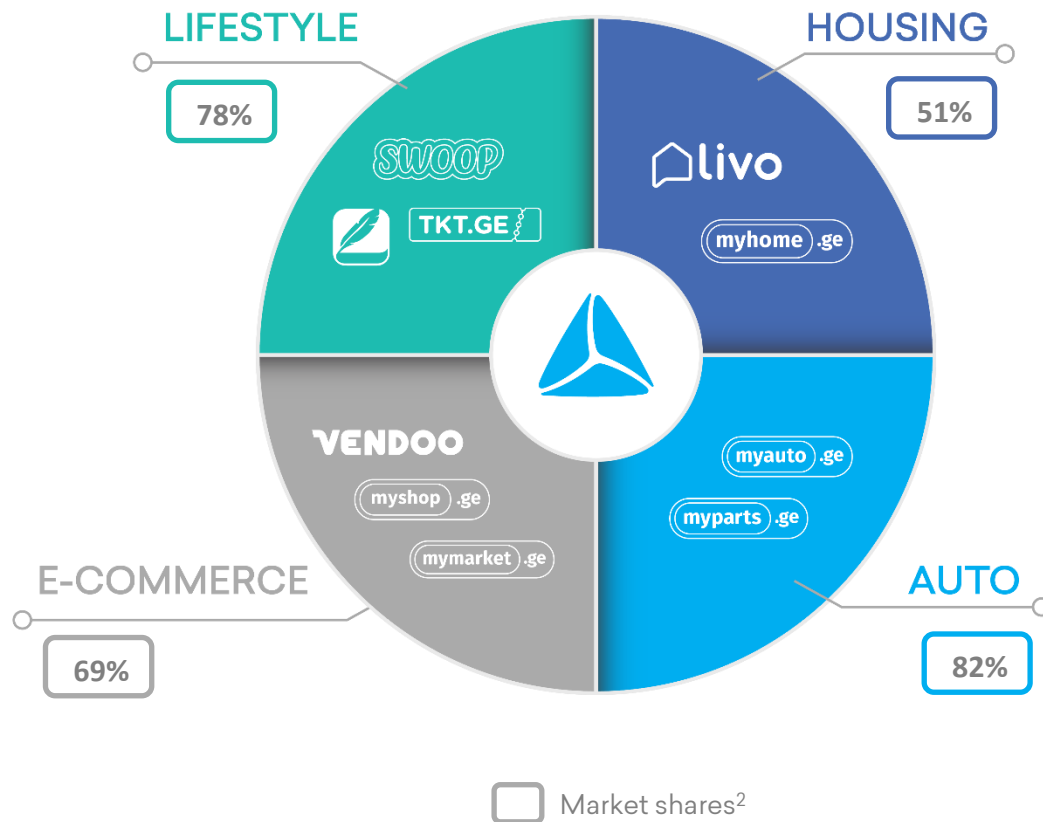 LIFESTYLE
78%
SWOOP
TKT.GE
HOUSING
51%
livo
myhome.ge
VENDOO
myshop.ge
mymarket.ge
E-COMMERCE
69%
myauto.ge
myparts.ge
AUTO
82%
Market shares²